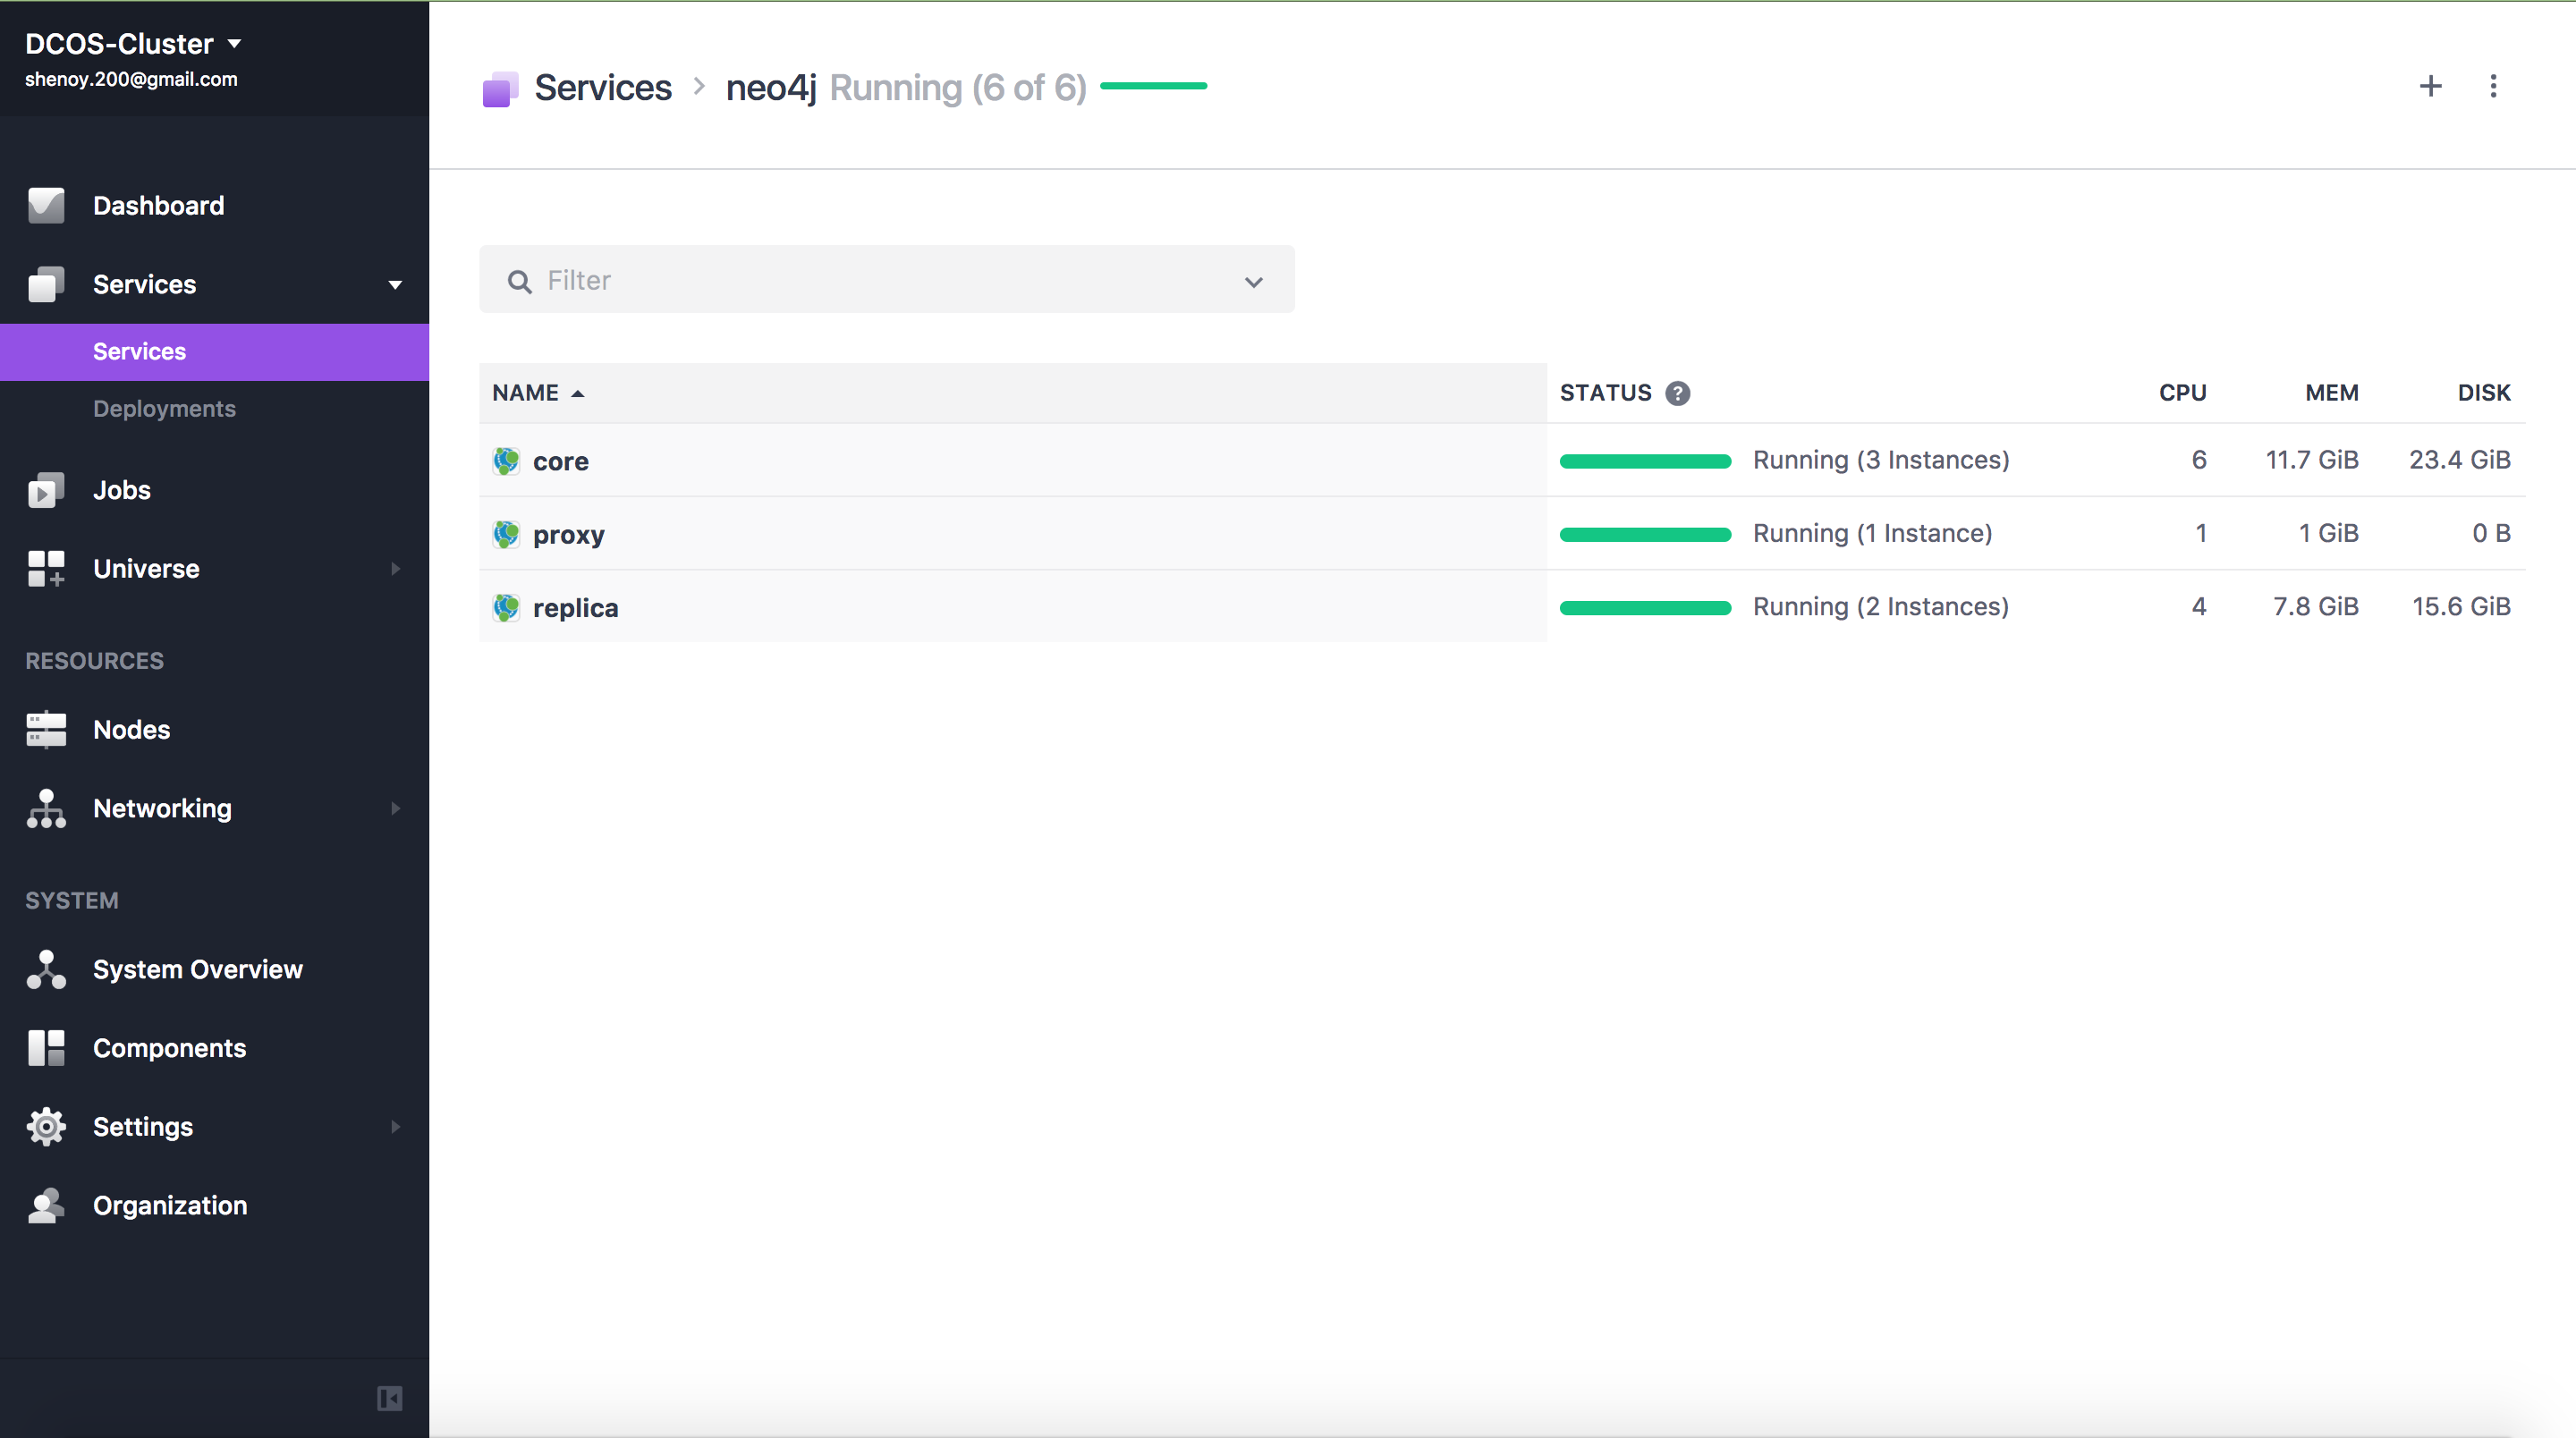 DCOS-Cluster
shenoy.200@gmail.com
Dashboard
Services
Services
Deployments
Jobs
Universe
RESOURCES
Nodes
Networking
SYSTEM
System Overview
Components
Settings
Organization
Services > neo4j Running (6 of 6)
Filter
NAME STATUS ? CPU MEM DISK
core Running (3 Instances) 6 11.7 GiB 23.4 GiB
proxy Running (1 Instance) 1 1 GiB 0 B
replica Running (2 Instances) 4 7.8 GiB 15.6 GiB